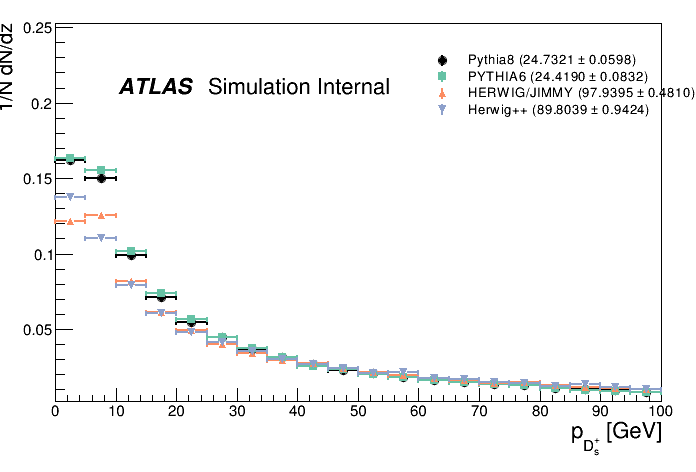 1/N dN/dz
0.25
0.2
0.15
0.1
0.05
ATLAS Simulation Internal
Pythia8 (24.7321 ± 0.0598)
PYTHIA6 (24.4190 ± 0.0832)
HERWIG/JIMMY (97.9395 ± 0.4810)
Herwig++ (89.8039 ± 0.9424)
0 10 20 30 40 50 60 70 80 90 100
p_{D_s^+} [GeV]